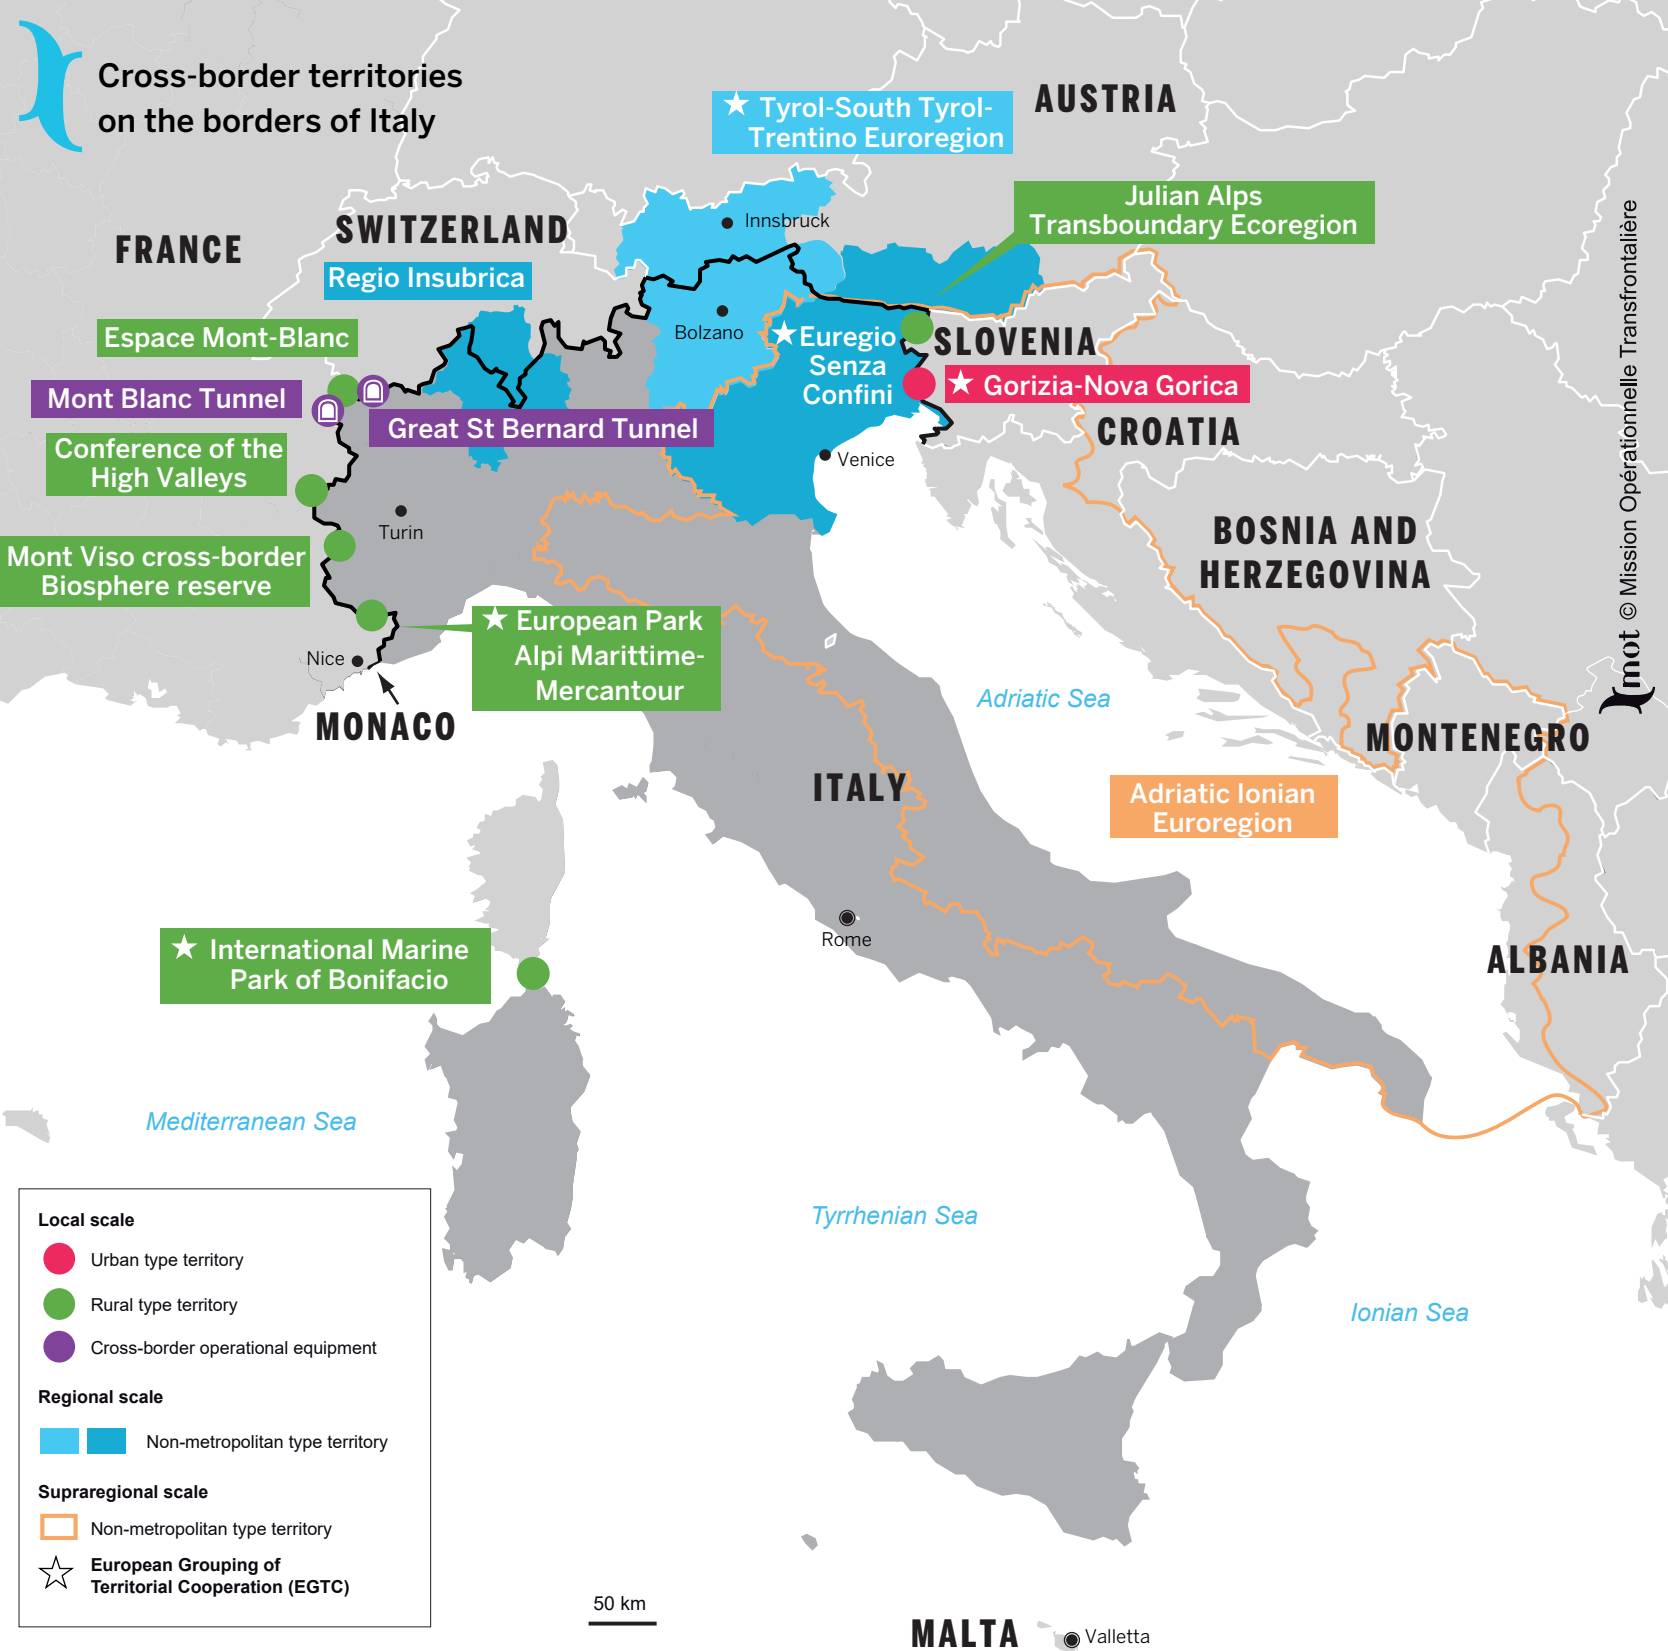 Cross-border territories
on the borders of Italy
Tyrol-South Tyrol-
Trentino Euroregion
AUSTRIA
Julian Alps
Transboundary Ecoregion
Innsbruck
SWITZERLAND
FRANCE
Regio Insubrica
Espace Mont-Blanc
Bolzano
Euregio
Senza
Confini
SLOVENIA
Mont Blanc Tunnel
Gorizia-Nova Gorica
Great St Bernard Tunnel
CROATIA
Conference of the
High Valleys
Venice
Turin
BOSNIA AND
HERZEGOVINA
Mont Viso cross-border
Biosphere reserve
European Park
Alpi Marittime-
Mercantour
Nice
MONACO
Adriatic Sea
MONTENEGRO
ITALY
Adriatic Ionian
Euroregion
Rome
International Marine
Park of Bonifacio
ALBANIA
Mediterranean Sea
Tyrrhenian Sea
Ionian Sea
Local scale
Urban type territory
Rural type territory
Cross-border operational equipment
Regional scale
Non-metropolitan type territory
Supraregional scale
Non-metropolitan type territory
European Grouping of
Territorial Cooperation (EGTC)
50 km
MALTA
Valletta
mot © Mission Opérationnelle Transfrontalière